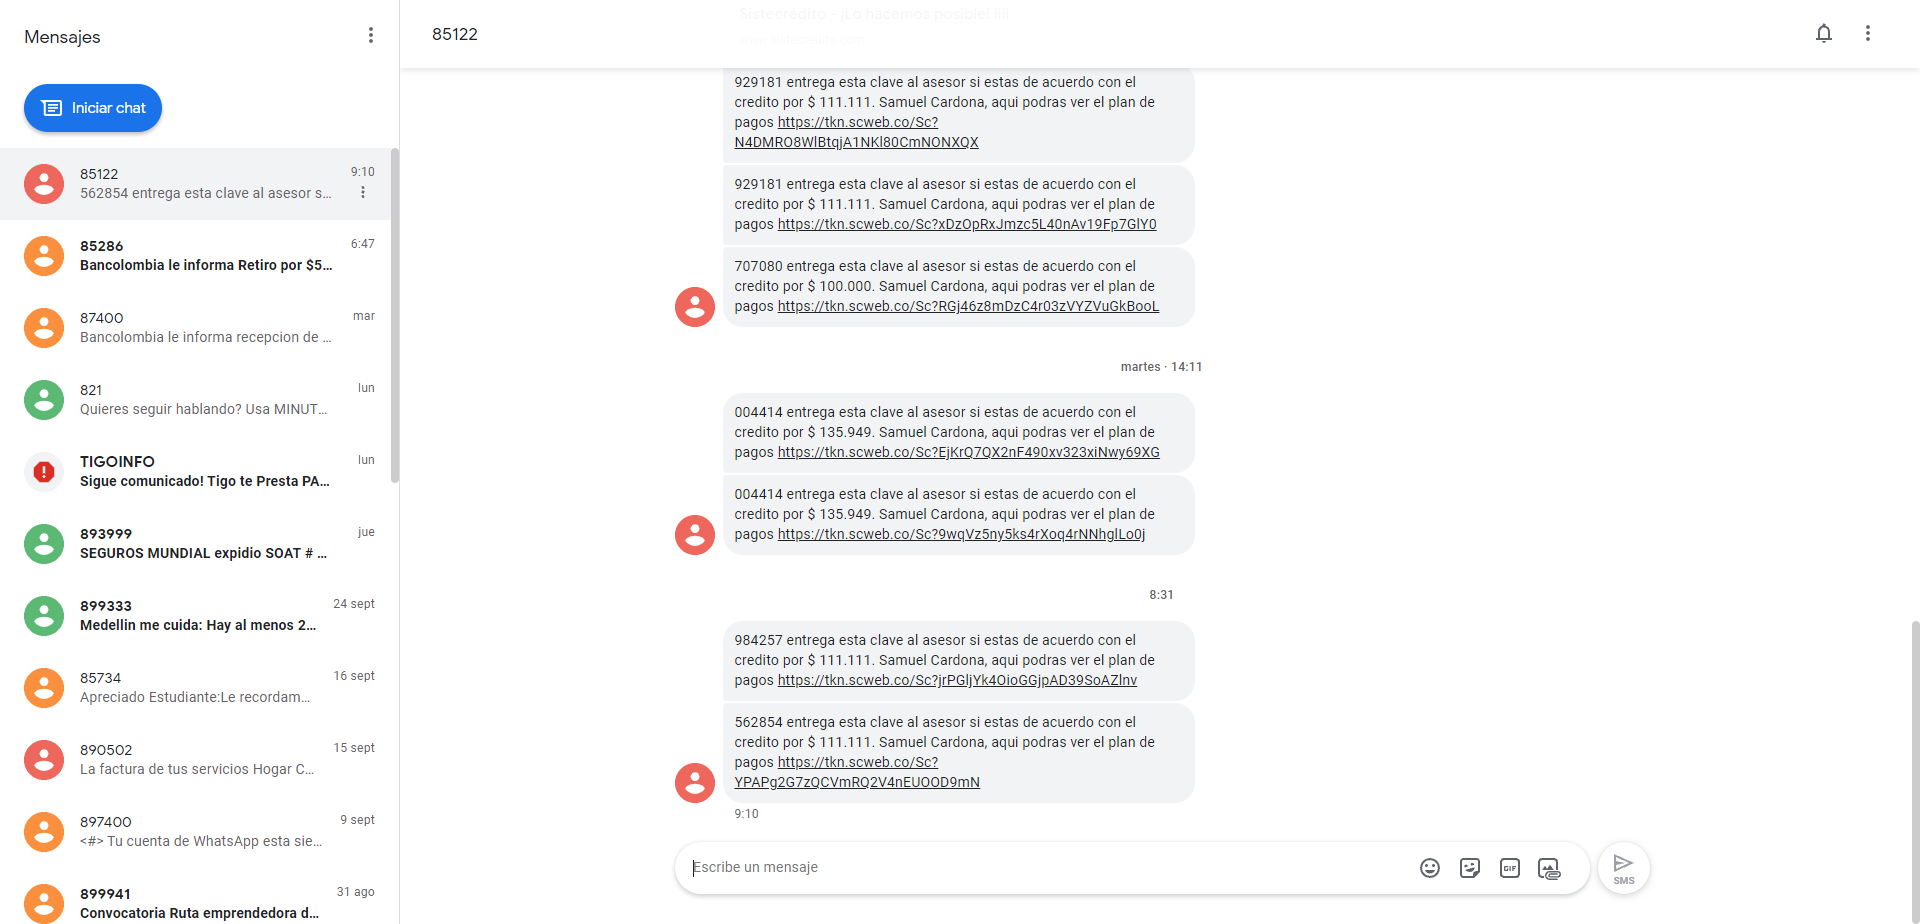 Mensajes
Iniciar chat
85122
9:10
562854 entrega esta clave al asesor s...
85286
6:47
Bancolombia le informa Retiro por $5...
87400
mar
Bancolombia le informa recepcion de ...
821
lun
Quieres seguir hablando? Usa MINUT...
TIGOINFO
lun
Sigue comunicado! Tigo te Presta PA...
893999
jue
SEGUROS MUNDIAL expidio SOAT # ...
899333
24 sept
Medellin me cuida: Hay al menos 2...
85734
16 sept
Apreciado Estudiante:Le recordam...
890502
15 sept
La factura de tus servicios Hogar C...
897400
9 sept
<#> Tu cuenta de WhatsApp esta sie...
899941
31 ago
Convocatoria Ruta emprendedora d...
85122
Sistecrédito - ¡Lo hacemos posible! ¡¡¡¡
929181 entrega esta clave al asesor si estas de acuerdo con el
credito por $ 111.111. Samuel Cardona, aqui podras ver el plan de
pagos https://tkn.scweb.co/Sc?
N4DMRO8WlBtqjA1NKl80CmNONXQX
929181 entrega esta clave al asesor si estas de acuerdo con el
credito por $ 111.111. Samuel Cardona, aqui podras ver el plan de
pagos https://tkn.scweb.co/Sc?xDzOpRxJmzc5L40nAv19Fp7GlY0
707080 entrega esta clave al asesor si estas de acuerdo con el
credito por $ 100.000. Samuel Cardona, aqui podras ver el plan de
pagos https://tkn.scweb.co/Sc?RGj46z8mDzC4r03zVYZVuGkBooL
martes · 14:11
004414 entrega esta clave al asesor si estas de acuerdo con el
credito por $ 135.949. Samuel Cardona, aqui podras ver el plan de
pagos https://tkn.scweb.co/Sc?EjKrQ7QX2nF490xv323xiNwy69XG
004414 entrega esta clave al asesor si estas de acuerdo con el
credito por $ 135.949. Samuel Cardona, aqui podras ver el plan de
pagos https://tkn.scweb.co/Sc?9wqVz5ny5ks4rXoq4rNNhglLo0j
8:31
984257 entrega esta clave al asesor si estas de acuerdo con el
credito por $ 111.111. Samuel Cardona, aqui podras ver el plan de
pagos https://tkn.scweb.co/Sc?jrPGljYk4OioGGjpAD39SoAZlnv
562854 entrega esta clave al asesor si estas de acuerdo con el
credito por $ 111.111. Samuel Cardona, aqui podras ver el plan de
pagos https://tkn.scweb.co/Sc?
YPAPg2G7zQCVmRQ2V4nEUOOD9mN
9:10
Escribe un mensaje
GIF
SMS